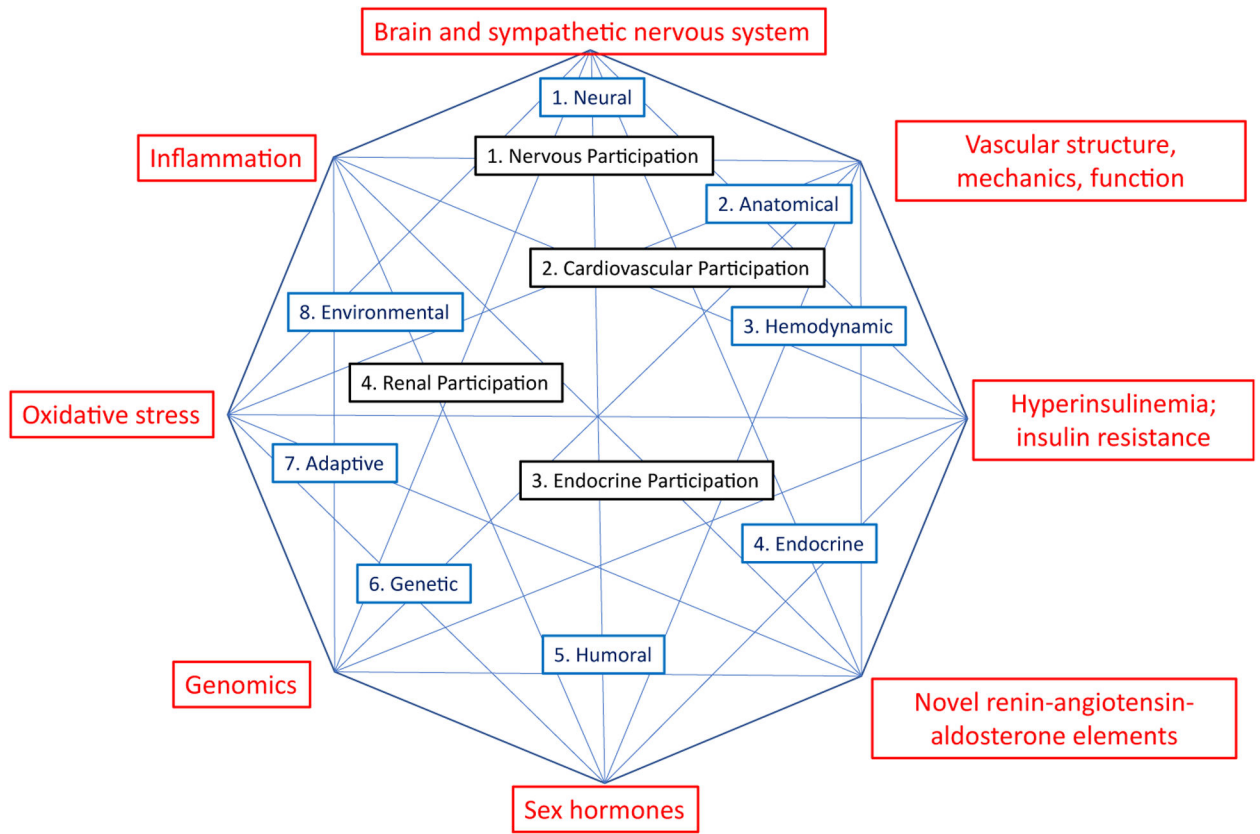 Brain and sympathetic nervous system
1. Neural
Inflammation
1. Nervous Participation
Vascular structure,
mechanics, function
2. Anatomical
2. Cardiovascular Participation
8. Environmental
3. Hemodynamic
4. Renal Participation
Oxidative stress
Hyperinsulinemia;
insulin resistance
7. Adaptive
3. Endocrine Participation
4. Endocrine
6. Genetic
5. Humoral
Genomics
Novel renin-angiotensin-
aldosterone elements
Sex hormones